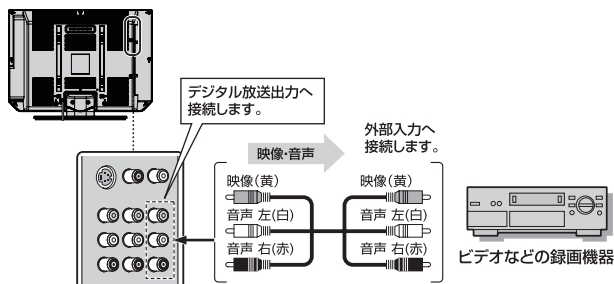 デジタル放送出力へ
接続します。
外部入力へ
接続します。
映像・音声
映像(黄)
音声 左(白)
音声 右(赤)
映像(黄)
音声 左(白)
音声 右(赤)
ビデオなどの録画機器